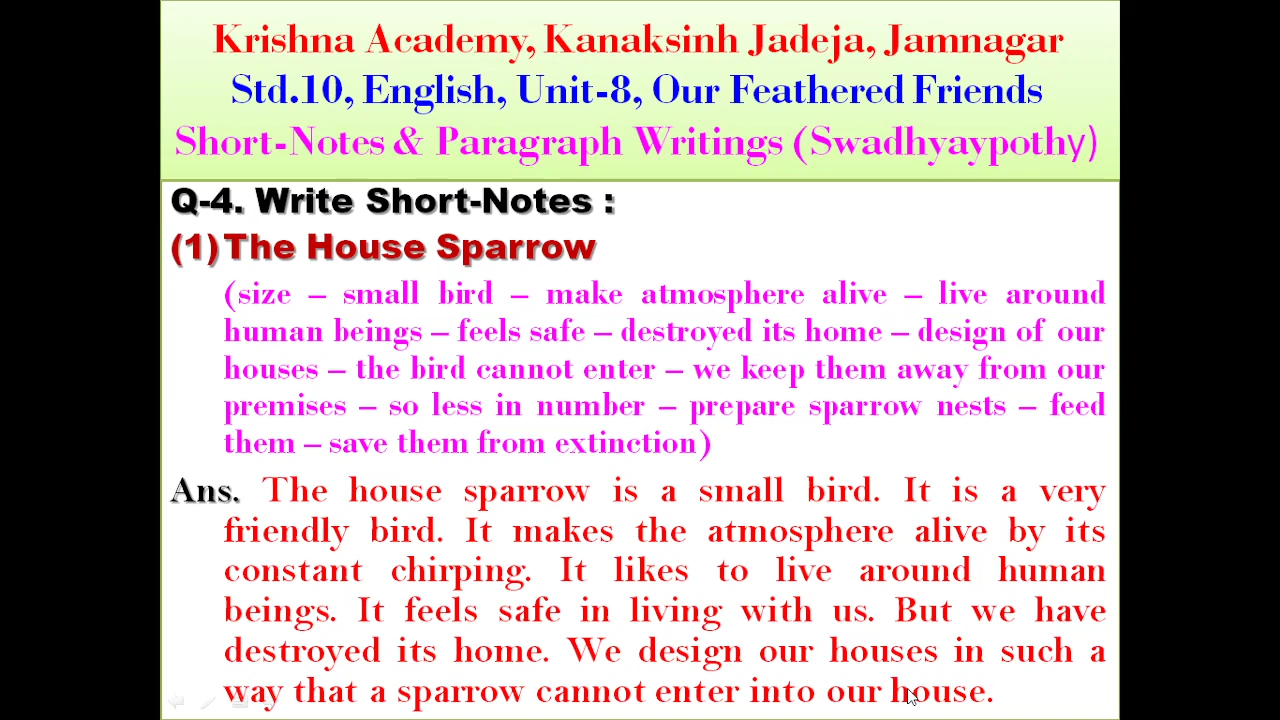 Krishna Academy, Kanaksinh Jadeja, Jamnagar
Std.10, English, Unit-8, Our Feathered Friends
Short-Notes & Paragraph Writings (Swadhyaypothy)
Q-4. Write Short-Notes :
(1) The House Sparrow
(size – small bird – make atmosphere alive – live around
human beings – feels safe – destroyed its home – design of our
houses – the bird cannot enter – we keep them away from our
premises – so less in number – prepare sparrow nests – feed
them – save them from extinction)
Ans. The house sparrow is a small bird. It is a very
friendly bird. It makes the atmosphere alive by its
constant chirping. It likes to live around human
beings. It feels safe in living with us. But we have
destroyed its home. We design our houses in such a
way that a sparrow cannot enter into our house.